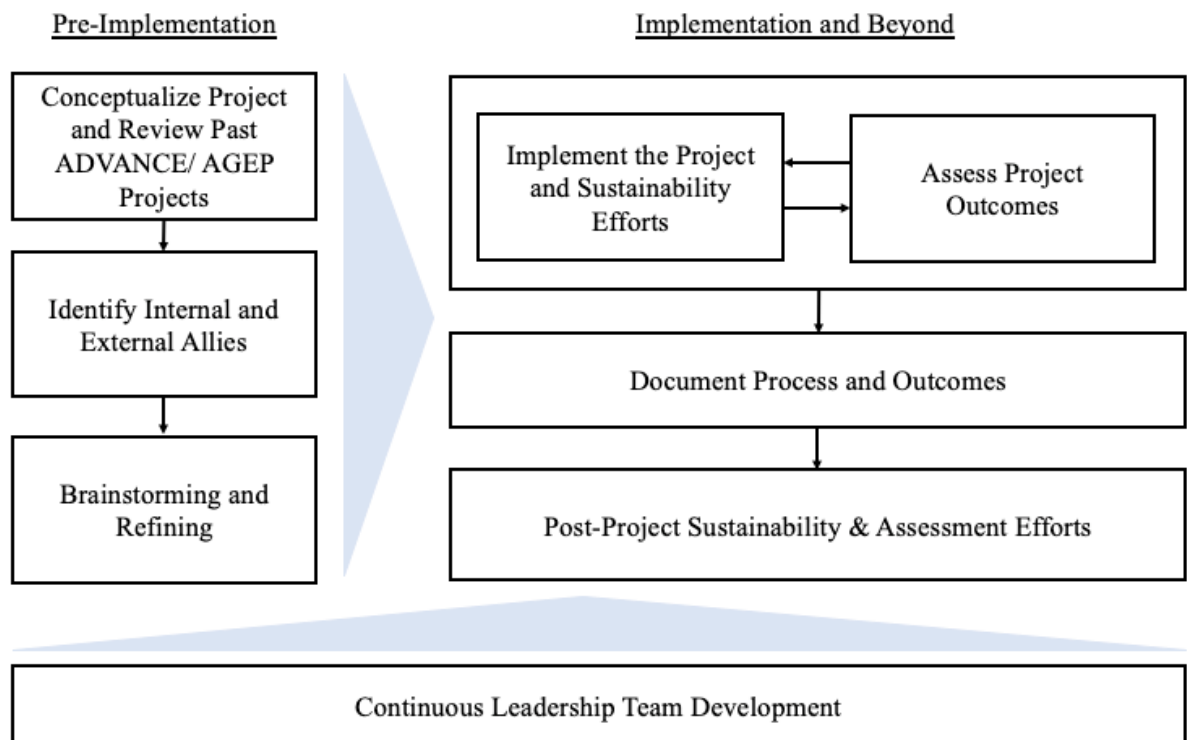 Pre-Implementation
Conceptualize Project
and Review Past
ADVANCE/ AGEP
Projects
Identify Internal and
External Allies
Brainstorming and
Refining
Implementation and Beyond
Implement the Project
and Sustainability
Efforts
Assess Project
Outcomes
Document Process and Outcomes
Post-Project Sustainability & Assessment Efforts
Continuous Leadership Team Development